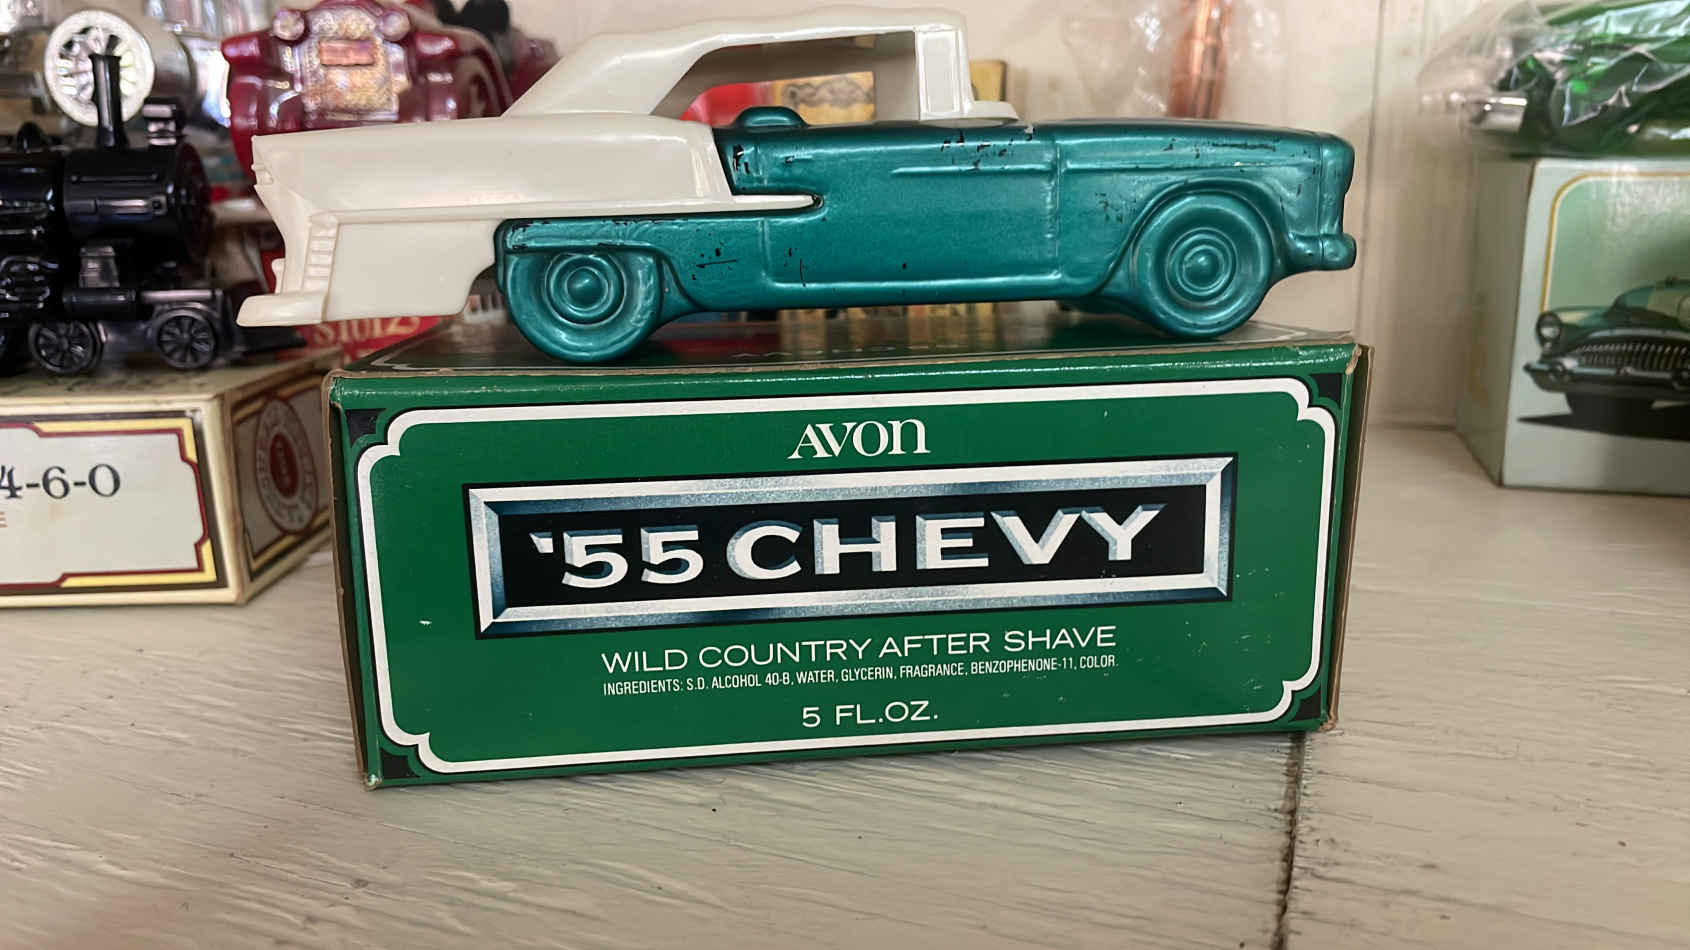 STUTZ
4-6-0
AVON
'55 CHEVY
WILD COUNTRY AFTER SHAVE
INGREDIENTS: S.D. ALCOHOL 40-B, WATER, GLYCERIN, FRAGRANCE, BENZOPHENONE-11, COLOR.
5 FL.OZ.